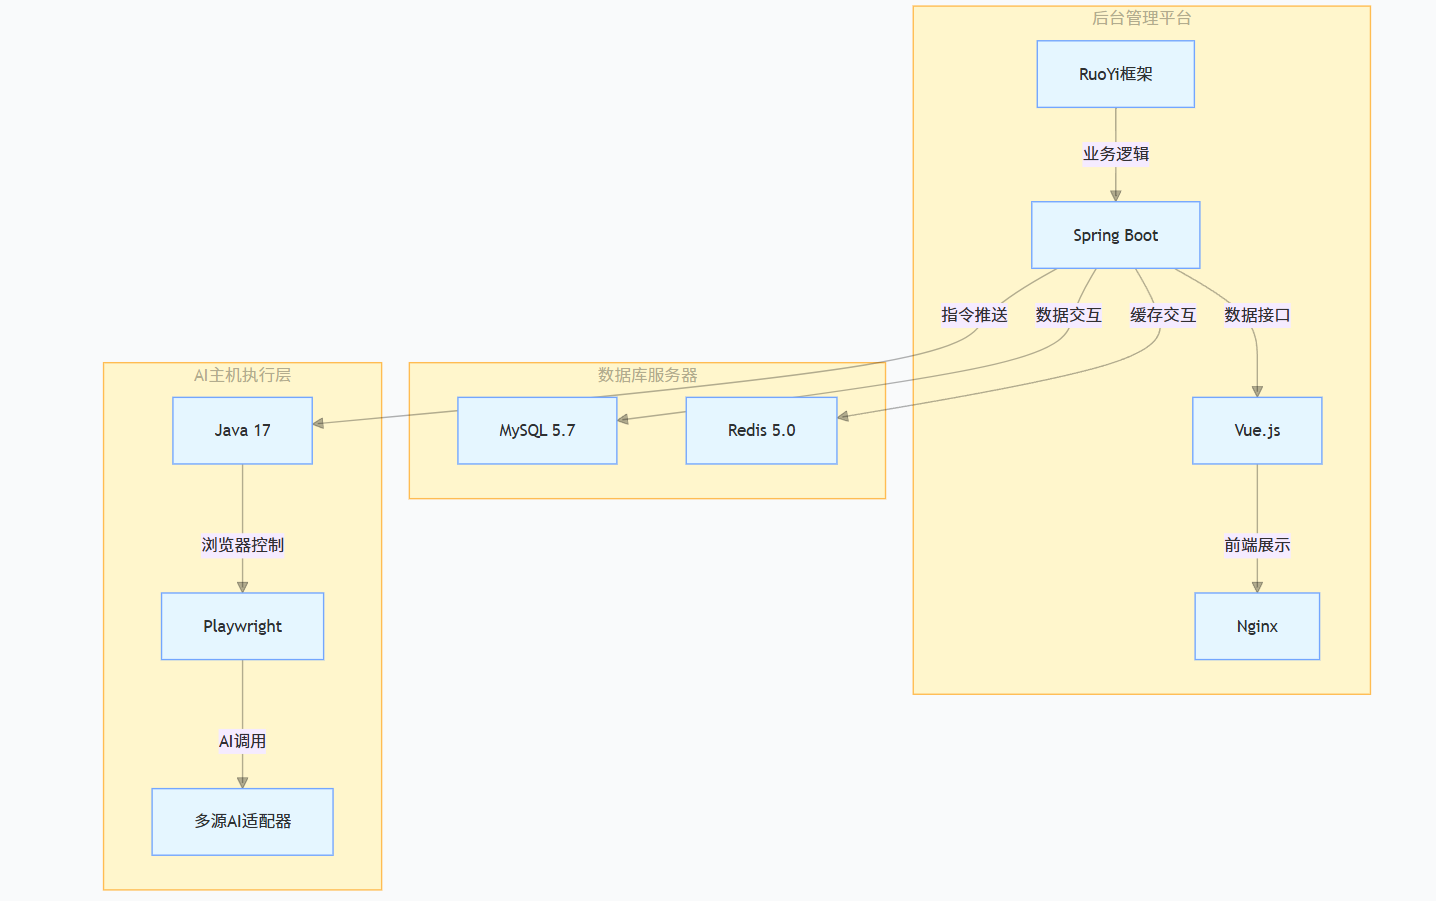 后台管理平台
RuoYi框架
业务逻辑
Spring Boot
指令推送
数据交互
缓存交互
数据接口
AI主机执行层
数据库服务器
Java 17
MySQL 5.7
Redis 5.0
Vue.js
浏览器控制
前端展示
Playwright
Nginx
AI调用
多源AI适配器